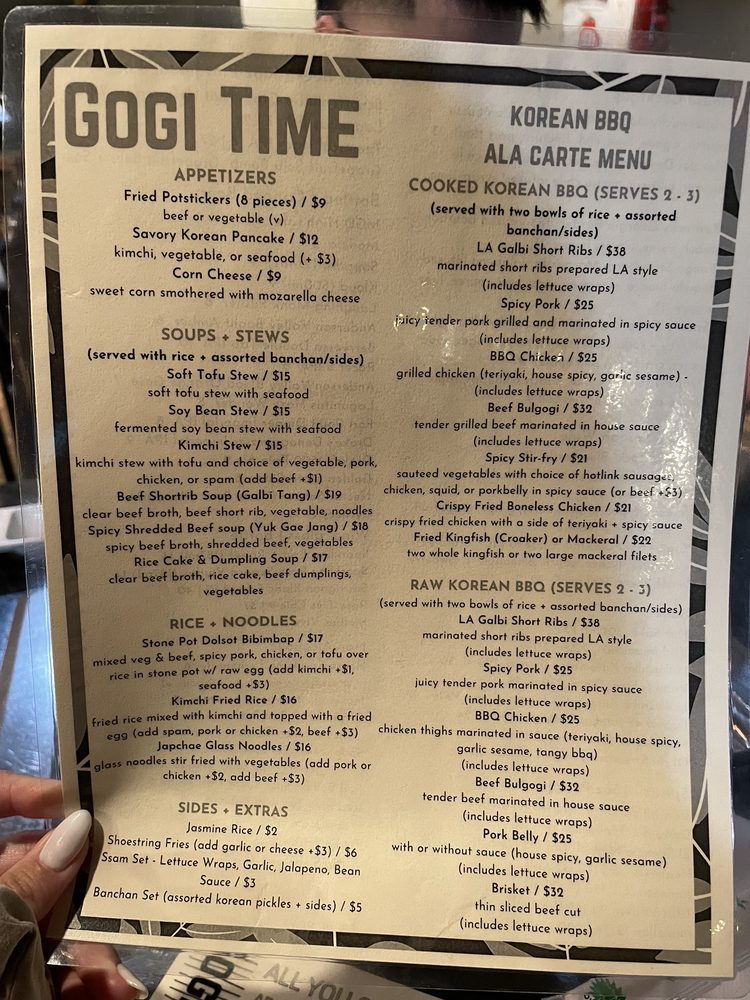 GOGI TIME
APPETIZERS
Fried Potstickers (8 pieces) / $9
beef or vegetable (v)
Savory Korean Pancake / $12
kimchi, vegetable, or seafood (+ $3)
Corn Cheese / $9
sweet corn smothered with mozarella cheese
SOUPS + STEWS
(served with rice + assorted banchan/sides)
Soft Tofu Stew / $15
soft tofu stew with seafood
Soy Bean Stew / $15
fermented soy bean stew with seafood
Kimchi Stew / $15
kimchi stew with tofu and choice of vegetable, pork,
chicken, or spam (add beef +$1)
Beef Shortrib Soup (Galbi Tang) / $19
clear beef broth, beef short rib, vegetable, noodles
Spicy Shredded Beef soup (Yuk Gae Jang) / $18
spicy beef broth, shredded beef, vegetables
Rice Cake & Dumpling Soup / $17
clear beef broth, rice cake, beef dumplings,
vegetables
RICE + NOODLES
Stone Pot Dolsot Bibimbap / $17
mixed veg & beef, spicy pork, chicken, or tofu over
rice in stone pot w/ raw egg (add kimchi +$1,
seafood +$3)
Kimchi Fried Rice / $16
fried rice mixed with kimchi and topped with a fried
egg (add spam, pork or chicken +$2, beef +$3)
Japchae Glass Noodles / $16
glass noodles stir fried with vegetables (add pork or
chicken +$2, add beef +$3)
SIDES + EXTRAS
Jasmine Rice / $2
Shoestring Fries (add garlic or cheese +$3) / $6
Ssam Set - Lettuce Wraps, Garlic, Jalapeno, Bean
Sauce / $3
Banchan Set (assorted korean pickles + sides) / $5
KOREAN BBQ
ALA CARTE MENU
COOKED KOREAN BBQ (SERVES 2 - 3)
(served with two bowls of rice + assorted
banchan/sides)
LA Galbi Short Ribs / $38
marinated short ribs prepared LA style
(includes lettuce wraps)
Spicy Pork / $25
juicy tender pork grilled and marinated in spicy sauce
(includes lettuce wraps)
BBQ Chicken / $25
grilled chicken (teriyaki, house spicy, garlic sesame) -
(includes lettuce wraps)
Beef Bulgogi / $32
tender grilled beef marinated in house sauce
(includes lettuce wraps)
Spicy Stir-fry / $21
sauteed vegetables with choice of hotlink sausage,
chicken, squid, or porkbelly in spicy sauce (or beef +$3)
Crispy Fried Boneless Chicken / $21
crispy fried chicken with a side of teriyaki + spicy sauce
Fried Kingfish (Croaker) or Mackeral / $22
two whole kingfish or two large mackeral filets
RAW KOREAN BBQ (SERVES 2 - 3)
(served with two bowls of rice + assorted banchan/sides)
LA Galbi Short Ribs / $38
marinated short ribs prepared LA style
(includes lettuce wraps)
Spicy Pork / $25
juicy tender pork marinated in spicy sauce
(includes lettuce wraps)
BBQ Chicken / $25
chicken thighs marinated in sauce (teriyaki, house spicy,
garlic sesame, tangy bbq)
(includes lettuce wraps)
Beef Bulgogi / $32
tender beef marinated in house sauce
(includes lettuce wraps)
Pork Belly / $25
with or without sauce (house spicy, garlic sesame)
(includes lettuce wraps)
Brisket / $32
thin sliced beef cut
(includes lettuce wraps)
ALL YOU